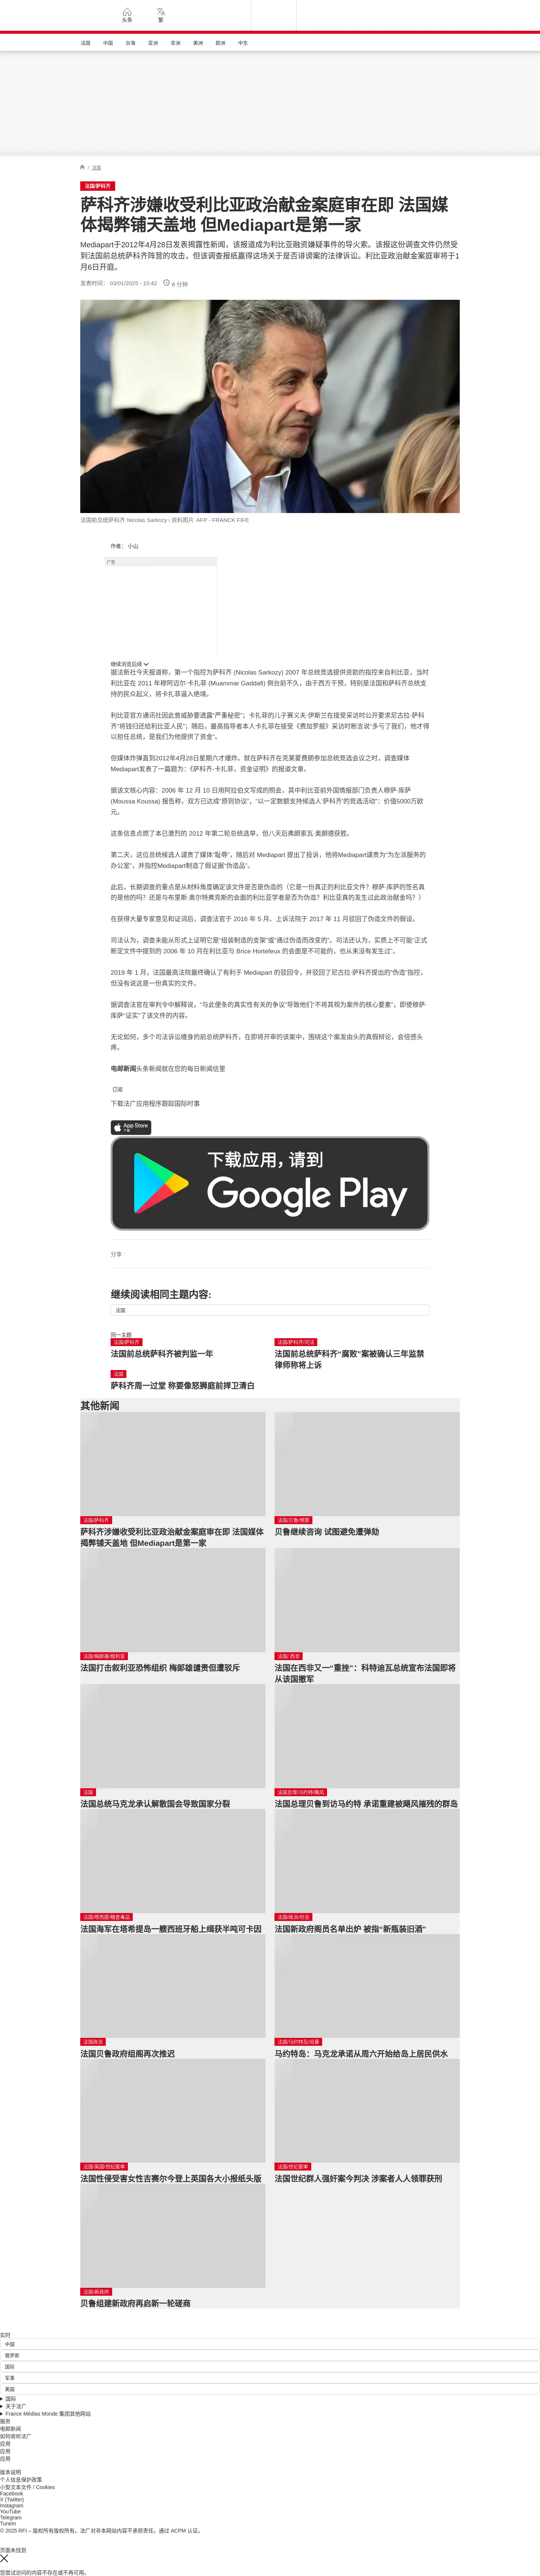 头条
繁
法国
中国
台海
亚洲
非洲
美洲
欧洲
中东
/ 法国
法国/萨科齐
萨科齐涉嫌收受利比亚政治献金案庭审在即 法国媒
体揭弊铺天盖地 但Mediapart是第一家
Mediapart于2012年4月28日发表揭露性新闻，该报道成为利比亚融资嫌疑事件的导火索。该报这份调查文件仍然受
到法国前总统萨科齐阵营的攻击，但该调查报纸赢得这场关于是否诽谤案的法律诉讼。利比亚政治献金案庭审将于1
月6日开庭。
发表时间： 03/01/2025 - 10:42
6 分钟
法国前总统萨科齐 Nicolas Sarkozy i 资料照片 AFP - FRANCK FIFE
作者： 小山
广告
继续浏览后续
据法新社今天报道称，第一个指控为萨科齐 (Nicolas Sarkozy) 2007 年总统竞选提供资助的指控来自利比亚，当时
利比亚在 2011 年穆阿迈尔·卡扎菲 (Muammar Gaddafi) 倒台前不久，由于西方干预，特别是法国和萨科齐总统支
持的民众起义，将卡扎菲逼入绝境。
利比亚官方通讯社因此曾威胁要透露“严重秘密”；卡扎菲的儿子赛义夫·伊斯兰在接受采访时公开要求尼古拉·萨科
齐“将钱归还给利比亚人民”；随后，最高指导者本人卡扎菲在接受《费加罗报》采访时断言说“多亏了我们，他才得
以担任总统，是我们为他提供了资金”。
但媒体炸弹直到2012年4月28日星期六才爆炸。就在萨科齐在克莱蒙费朗参加总统竞选会议之时，调查媒体
Mediapart发表了一篇题为：《萨科齐-卡扎菲，资金证明》的报道文章。
据该文核心内容：2006 年 12 月 10 日用阿拉伯文写成的照会，其中利比亚前外国情报部门负责人穆萨·库萨
(Moussa Koussa) 报告称，双方已达成“原则协议”，“以一定数额支持候选人‘萨科齐’的竞选活动”：价值5000万欧
元。
这条信息点燃了本已激烈的 2012 年第二轮总统选举，但八天后弗朗索瓦·奥朗德获胜。
第二天，这位总统候选人谴责了媒体“耻辱”，随后对 Mediapart 提出了投诉，他将Mediapart谴责为“为左派服务的
办公室”，并指控Mediapart制造了假证据“伪造品”。
此后，长期调查的重点是从材料角度确定该文件是否是伪造的（它是一份真正的利比亚文件？穆萨·库萨的签名真
的是他的吗？还是与布里斯·奥尔特弗克斯的会面的利比亚学者是否为伪造？利比亚真的发生过此政治献金吗？）
在获得大量专家意见和证词后，调查法官于 2016 年 5 月、上诉法院于 2017 年 11 月驳回了伪造文件的假设。
司法认为，调查未能从形式上证明它是“组装制造的支架”或“通过伪造而改变的”。司法还认为，实质上不可能“正式
断定文件中提到的 2006 年 10 月在利比亚与 Brice Hortefeux 的会面是不可能的，也从来没有发生过”。
2019 年 1 月，法国最高法院最终确认了有利于 Mediapart 的驳回令，并驳回了尼古拉·萨科齐提出的“伪造”指控，
但没有说这是一份真实的文件。
据调查法官在审判令中解释说，“与此便条的真实性有关的争议”导致他们“不将其视为案件的核心要素”，即使穆萨·
库萨“证实”了该文件的内容。
无论如何，多个司法诉讼缠身的前总统萨科齐，在即将开审的该案中，围绕这个案发由头的真假辩论，会倍感头
疼。
电邮新闻头条新闻就在您的每日新闻信里
订阅
下载法广应用程序跟踪国际时事
App Store
下载
下载应用，请到
Google Play
分享 :
继续阅读相同主题内容:
法国
同一主题
法国/萨科齐
法国前总统萨科齐被判监一年
法国/萨科齐/司法
法国前总统萨科齐“腐败”案被确认三年监禁
律师称将上诉
法国
萨科齐周一过堂 称要像怒狮庭前捍卫清白
其他新闻
法国/萨科齐
萨科齐涉嫌收受利比亚政治献金案庭审在即 法国媒体
揭弊铺天盖地 但Mediapart是第一家
法国/贝鲁/预算
贝鲁继续咨询 试图避免遭弹劾
法国/梅郎雄/叙利亚
法国打击叙利亚恐怖组织 梅郎雄谴责但遭驳斥
法国/ 西非
法国在西非又一“重挫”：科特迪瓦总统宣布法国即将
从该国撤军
法国
法国总统马克龙承认解散国会导致国家分裂
法国总理/马约特/飓风
法国总理贝鲁到访马约特 承诺重建被飓风摧残的群岛
法国/塔西提/稽查毒品
法国海军在塔希提岛一艘西班牙船上缉获半吨可卡因
法国/政治/社会
法国新政府阁员名单出炉 被指“新瓶装旧酒”
法国政治
法国贝鲁政府组阁再次推迟
法国/马约特岛/风暴
马约特岛：马克龙承诺从周六开始给岛上居民供水
法国/英国/世纪案审
法国性侵受害女性吉赛尔今登上英国各大小报纸头版
法国/世纪案审
法国世纪群人强奸案今判决 涉案者人人领罪获刑
法国/新政府
贝鲁组建新政府再启新一轮磋商
实时
中国
俄罗斯
国际
军事
美国
国际
关于法广
France Médias Monde 集团其他网站
服务
电邮新闻
如何收听法广
应用
应用
应用
版本说明
个人信息保护政策
小型文本文件 / Cookies
Facebook
X (Twitter)
Instagram
YouTube
Telegram
TuneIn
© 2025 RFI – 版权所有版权所有。法广对非本网站内容不承担责任。通过 ACPM 认证。
页面未找到
您尝试访问的内容不存在或不再可用。